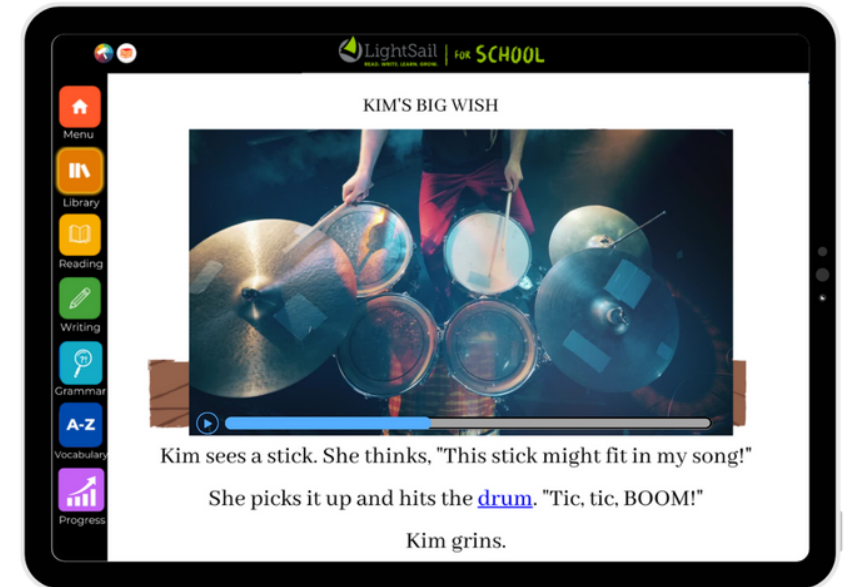 LightSail
READ. WRITE. LEARN. GROW.
FOR SCHOOL
Menu
Library
Reading
Writing
?!
Grammar
A-Z
Vocabulary
Progress
KIM'S BIG WISH
Kim sees a stick. She thinks, "This stick might fit in my song!"
She picks it up and hits the drum. "Tic, tic, BOOM!"
Kim grins.